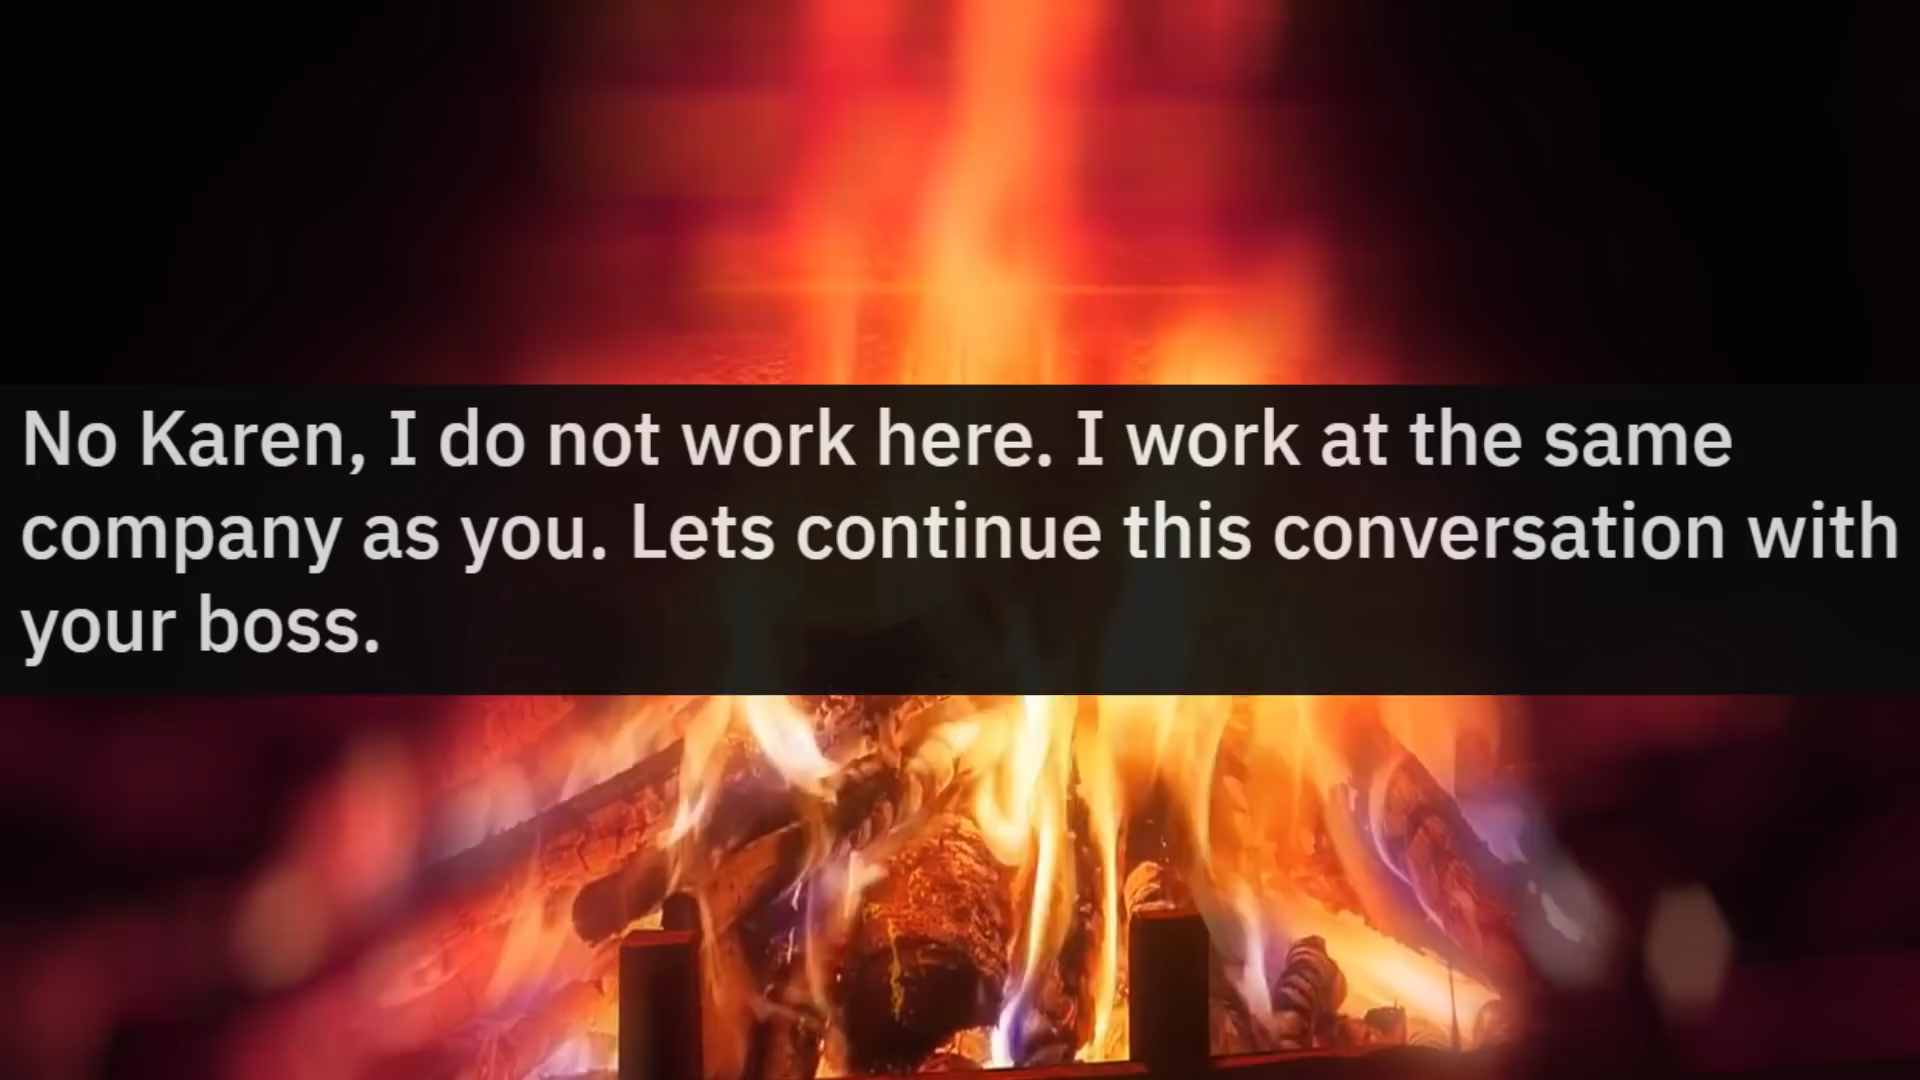 No Karen, I do not work here. I work at the same
company as you. Lets continue this conversation with
your boss.